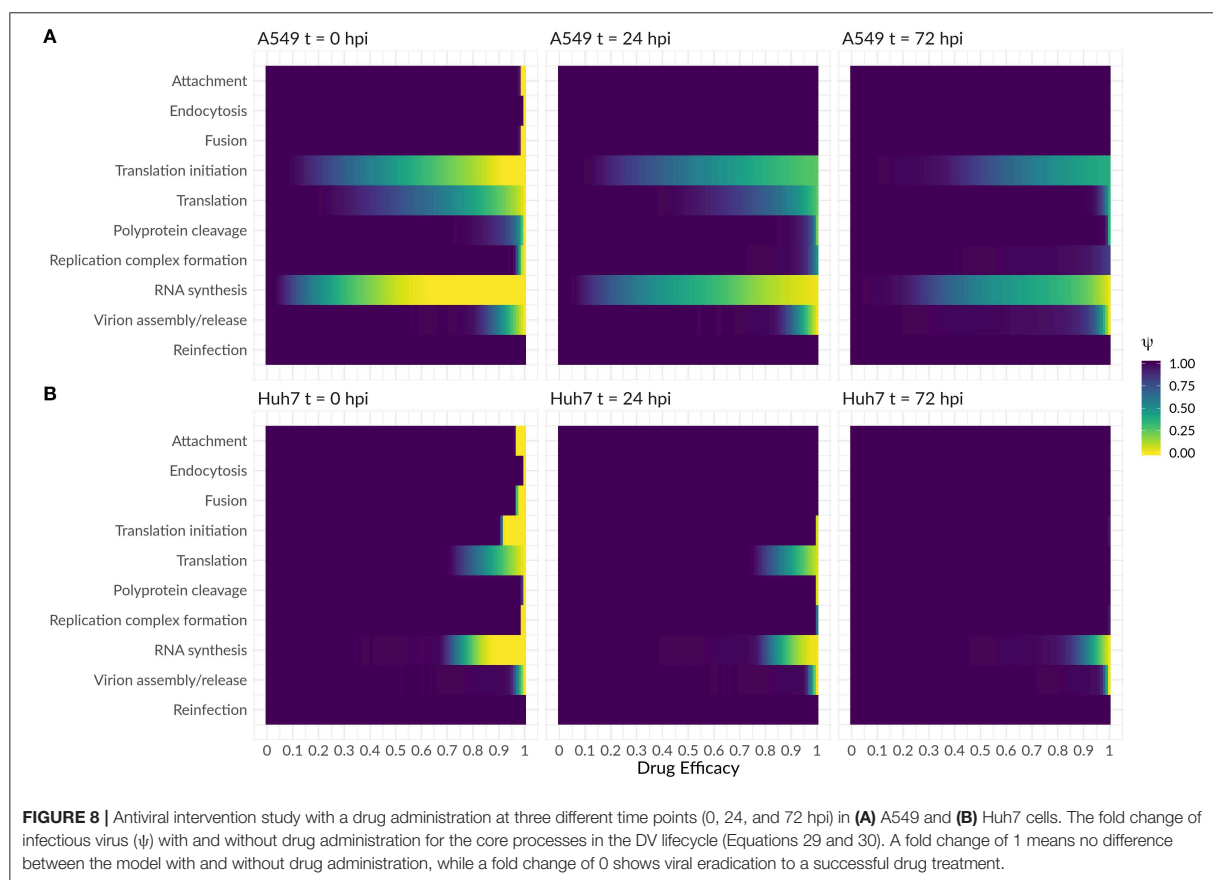 A
A549 t = 0 hpi
A549 t = 24 hpi
A549 t = 72 hpi
Attachment
Endocytosis
Fusion
Translation initiation
Translation
Polyprotein cleavage
Replication complex formation
RNA synthesis
Virion assembly/release
Reinfection
ψ
1.00
0.75
0.50
0.25
0.00
B
Huh7 t = 0 hpi
Huh7 t = 24 hpi
Huh7 t = 72 hpi
Attachment
Endocytosis
Fusion
Translation initiation
Translation
Polyprotein cleavage
Replication complex formation
RNA synthesis
Virion assembly/release
Reinfection
0 0.1 0.3 0.4 0.5 0.6 0.7 0.8 0.9 1
0 0.1 0.3 0.4 0.5 0.6 0.7 0.8 0.9 1
0 0.1 0.3 0.4 0.5 0.6 0.7 0.8 0.9 1
Drug Efficacy
FIGURE 8 | Antiviral intervention study with a drug administration at three different time points (0, 24, and 72 hpi) in (A) A549 and (B) Huh7 cells. The fold change of
infectious virus (ψ) with and without drug administration for the core processes in the DV lifecycle (Equations 29 and 30). A fold change of 1 means no difference
between the model with and without drug administration, while a fold change of 0 shows viral eradication to a successful drug treatment.